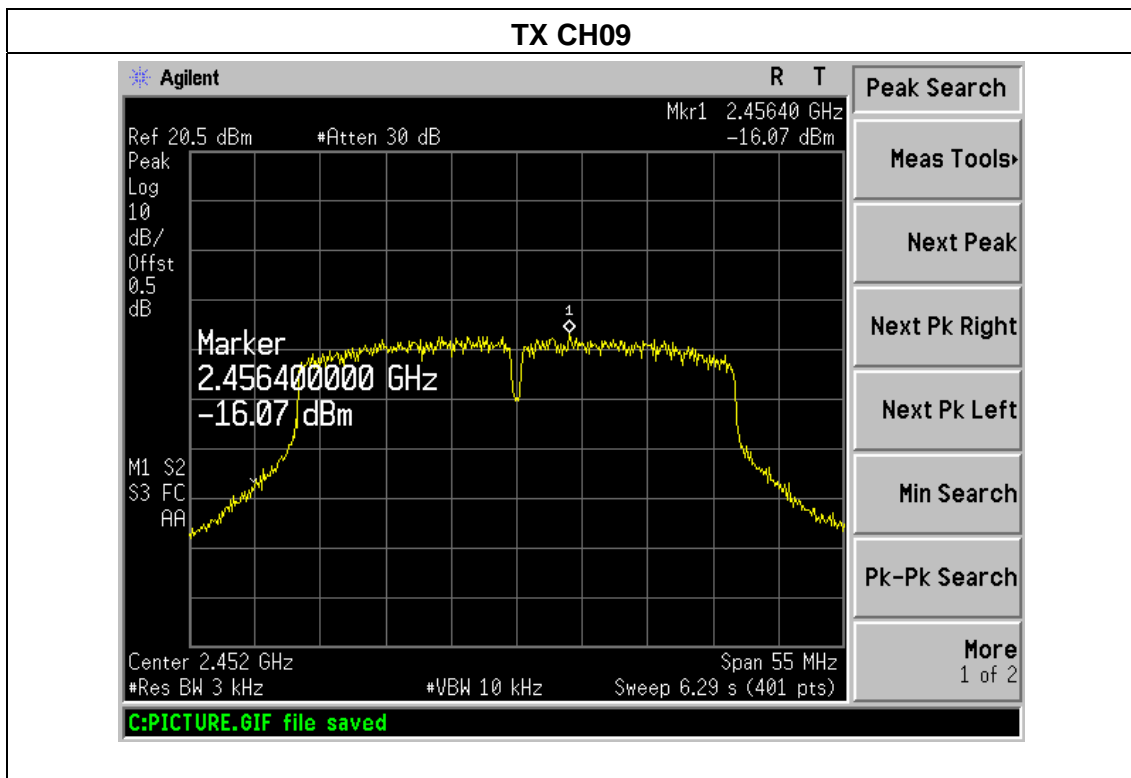 TX CH09
Agilent R T
Peak Search
Mkr1 2.45640 GHz
Ref 20.5 dBm #Atten 30 dB -16.07 dBm
Peak
Log
10
dB/
Offst
0.5
dB
1
Marker
2.456400000 GHz
-16.07 dBm
M1 S2
S3 FC
AA
Center 2.452 GHz Span 55 MHz
#Res BW 3 kHz #VBW 10 kHz Sweep 6.29 s (401 pts)
C:PICTURE.GIF file saved
Meas Tools
Next Peak
Next Pk Right
Next Pk Left
Min Search
Pk-Pk Search
More
1 of 2